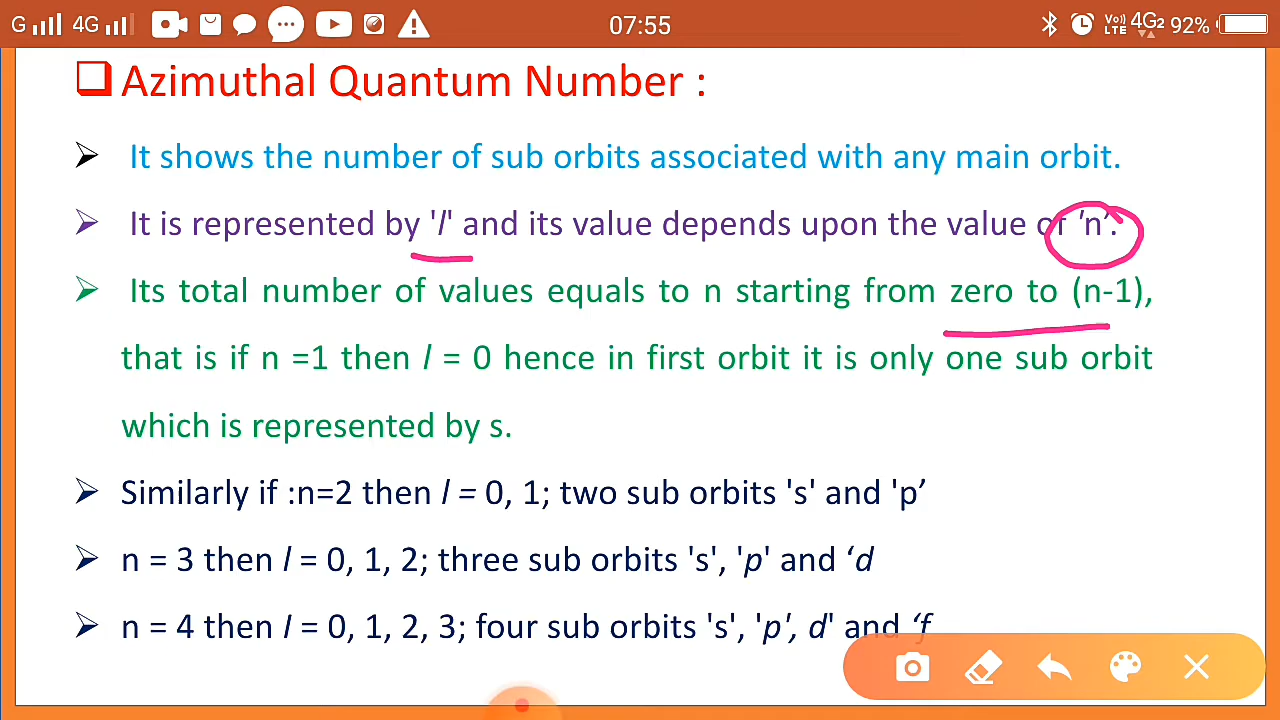 G 4G 07:55 Vo)) LTE 4G2 92%
Azimuthal Quantum Number :
It shows the number of sub orbits associated with any main orbit.
It is represented by 'l' and its value depends upon the value of 'n'.
Its total number of values equals to n starting from zero to (n-1),
that is if n =1 then l = 0 hence in first orbit it is only one sub orbit
which is represented by s.
Similarly if :n=2 then l = 0, 1; two sub orbits 's' and 'p’
n = 3 then l = 0, 1, 2; three sub orbits 's', 'p' and ‘d
n = 4 then I = 0, 1, 2, 3; four sub orbits 's', 'p', d' and ‘f